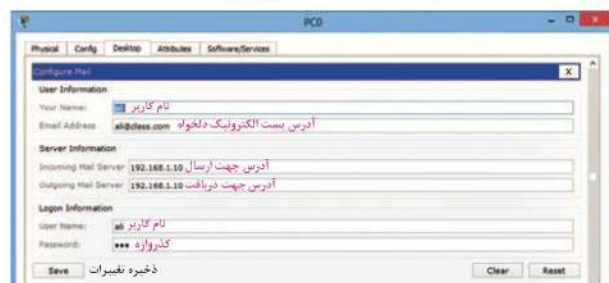 PC0
Physical Config Desktop Attributes Software/Services
Configure Mail X
User Information
Your Name: ali نام کاربر
Email Address ali@class.com آدرس پست الکترونیک دلخواه
Server Information
Incoming Mail Server 192.168.1.10 آدرس جهت ارسال
Outgoing Mail Server 192.168.1.10 آدرس جهت دریافت
Logon Information
User Name: ali نام کاربر
Password: ●●● گذرواژه
Save ذخیره تغییرات Clear Reset